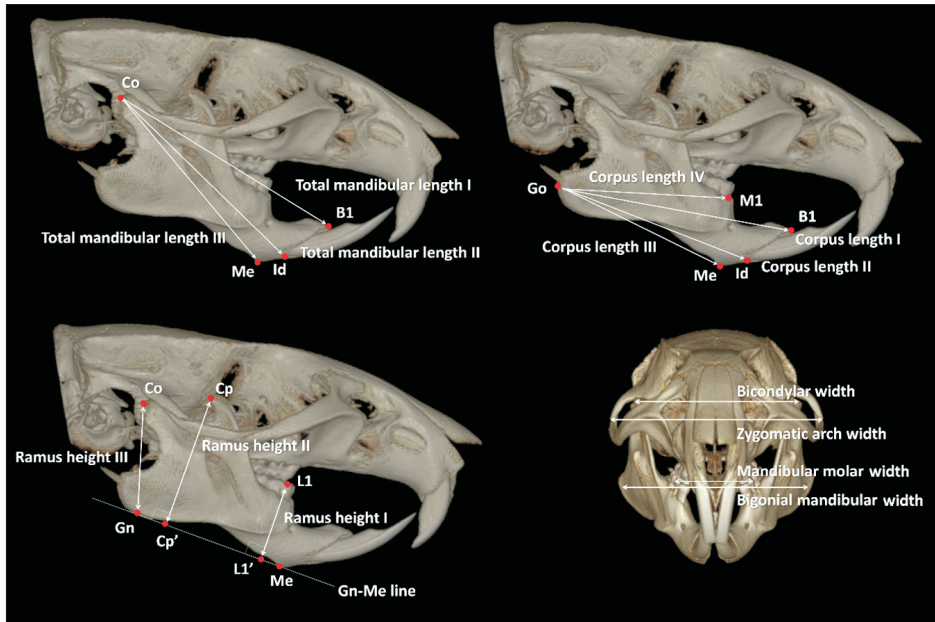 Co
Total mandibular length I
B1
Total mandibular length III
Total mandibular length II
Me
Id
Corpus length IV
Go
M1
B1
Corpus length I
Corpus length III
Corpus length II
Me
Id
Cp
Co
Ramus height II
Ramus height III
L1
Ramus height I
Gn
Cp’
L1’
Me
Gn-Me line
Bicondylar width
Zygomatic arch width
Mandibular molar width
Bigonial mandibular width